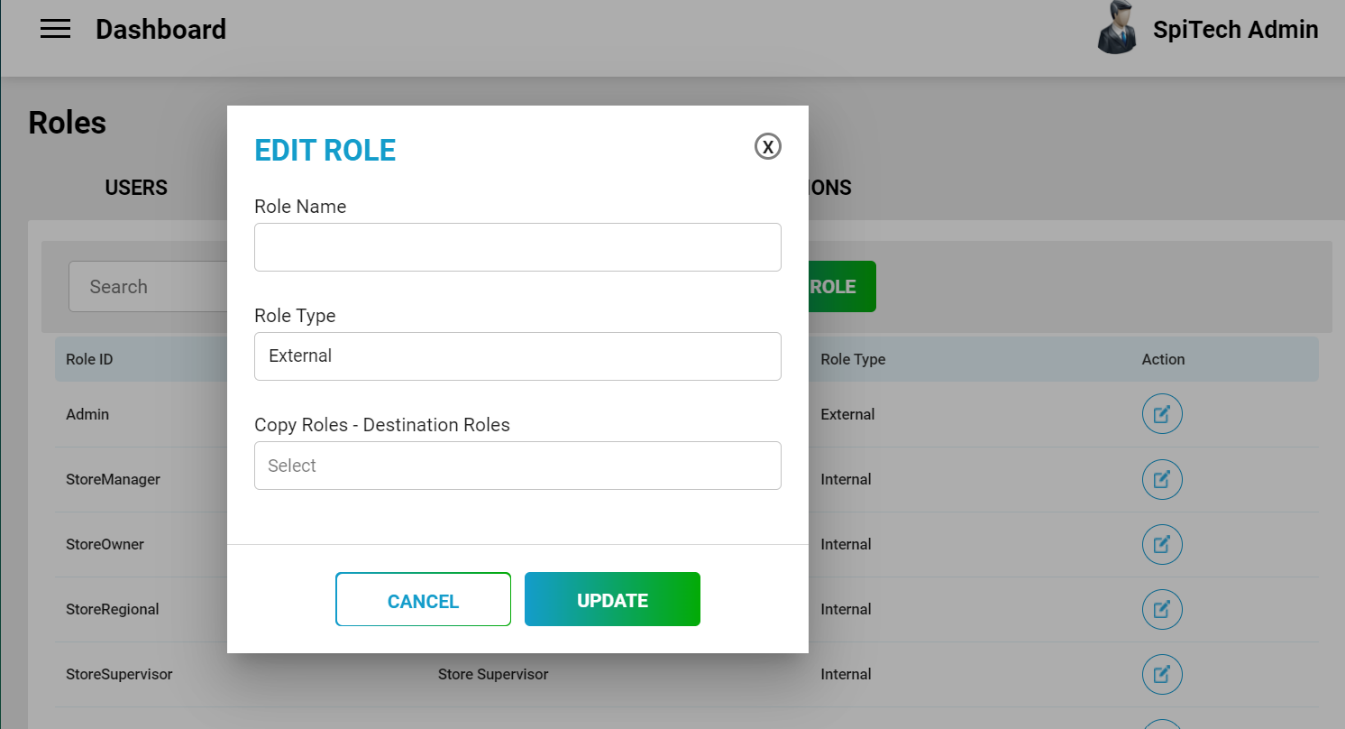 Dashboard
SpiTech Admin
Roles
USERS
IONS
EDIT ROLE
X
Role Name
Search
ROLE
Role Type
External
Role ID
Role Type
Action
Admin
External
Copy Roles - Destination Roles
Select
StoreManager
Internal
StoreOwner
Internal
CANCEL
UPDATE
StoreRegional
Internal
StoreSupervisor
Store Supervisor
Internal